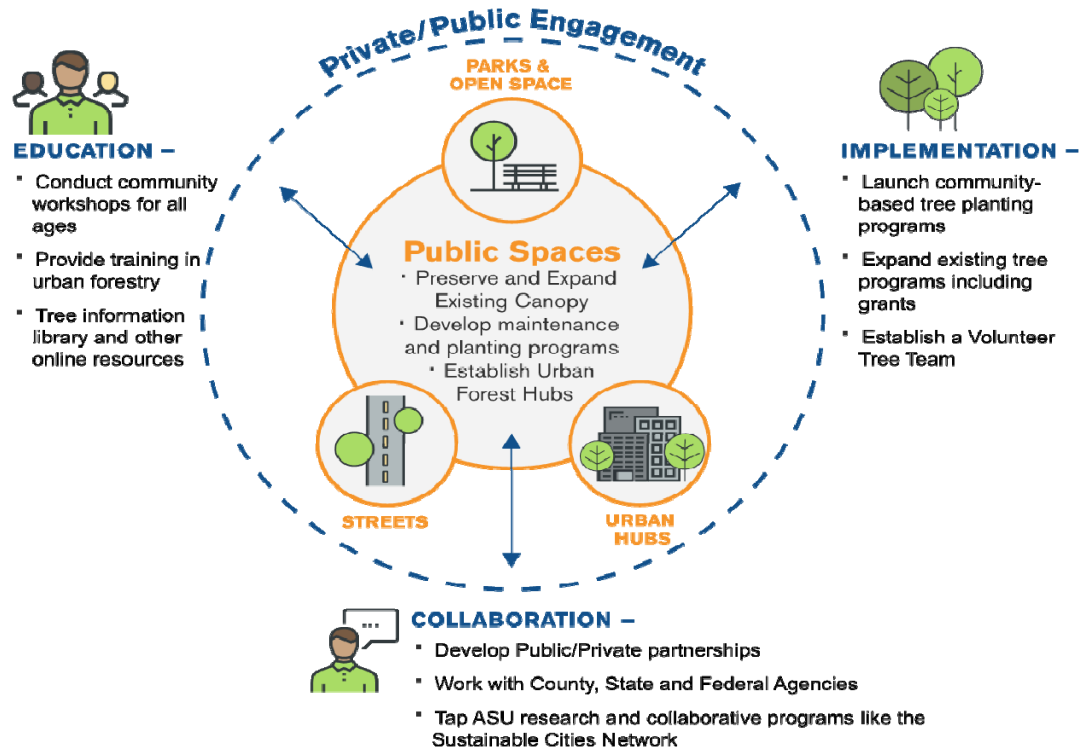 Private/Public Engagement
PARKS &
OPEN SPACE
EDUCATION –
▪ Conduct community
workshops for all
ages
▪ Provide training in
urban forestry
▪ Tree information
library and other
online resources
IMPLEMENTATION –
▪ Launch community-
based tree planting
programs
▪ Expand existing tree
programs including
grants
▪ Establish a Volunteer
Tree Team
Public Spaces
· Preserve and Expand
Existing Canopy
· Develop maintenance
and planting programs
· Establish Urban
Forest Hubs
STREETS
URBAN
HUBS
COLLABORATION –
▪ Develop Public/Private partnerships
▪ Work with County, State and Federal Agencies
▪ Tap ASU research and collaborative programs like the
Sustainable Cities Network